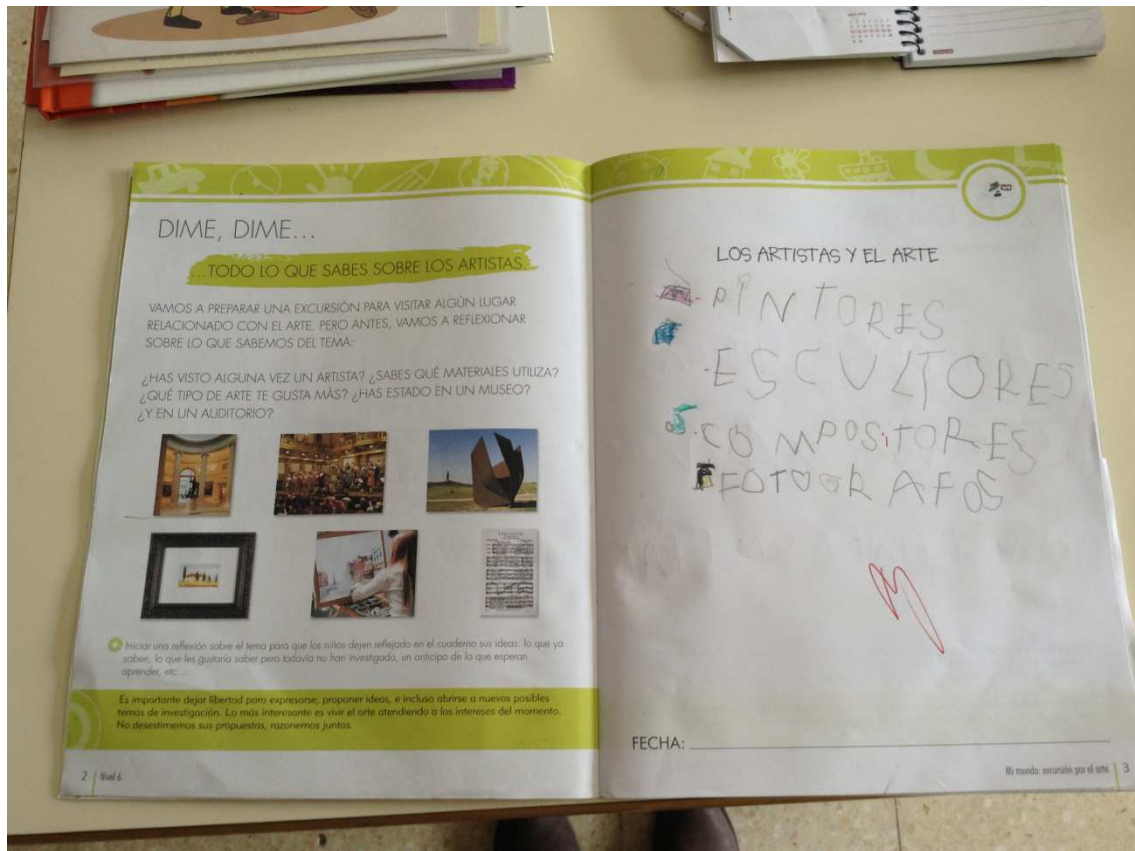 DIME, DIME...
...TODO LO QUE SABES SOBRE LOS ARTISTAS.
VAMOS A PREPARAR UNA EXCURSIÓN PARA VISITAR ALGÚN LUGAR
RELACIONADO CON EL ARTE. PERO ANTES, VAMOS A REFLEXIONAR
SOBRE LO QUE SABEMOS DEL TEMA:
¿HAS VISTO ALGUNA VEZ UN ARTISTA? ¿SABES QUÉ MATERIALES UTILIZA?
¿QUÉ TIPO DE ARTE TE GUSTA MÁS? ¿HAS ESTADO EN UN MUSEO?
¿Y EN UN AUDITORIO?
Iniciar una reflexión sobre el tema para que los niños dejen reflejado en el cuaderno sus ideas: lo que ya
saben, lo que les gustaría saber pero todavía no han investigado, un anticipo de lo que esperan
aprender, etc...
Es importante dejar libertad para expresarse, proponer ideas, e incluso abrirse a nuevos posibles
temas de investigación. Lo más interesante es vivir el arte atendiendo a los intereses del momento.
No desestimemos sus propuestas, razonemos juntos.
2 | Nivel 6
LOS ARTISTAS Y EL ARTE
PINTORES
ESCULTORES
COMPOSITORES
FOTOGRAFOS
FECHA:
Mi mundo: excursión por el arte | 3